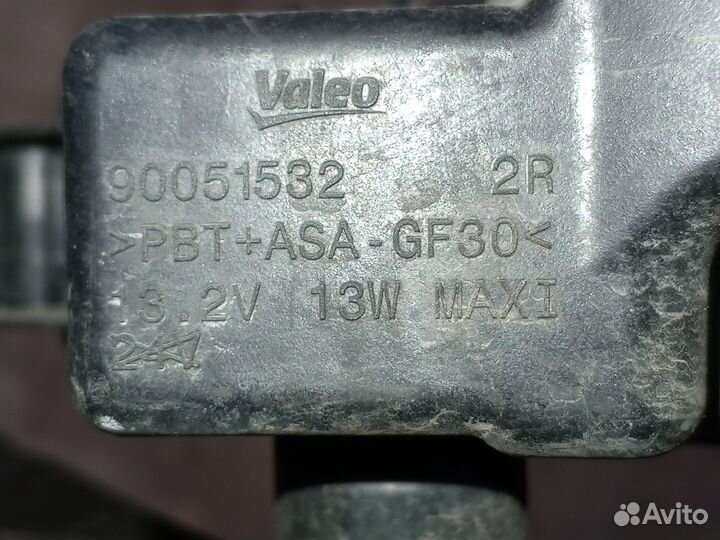 Valeo
90051532 2R
>PBT+ASA-GF30<
13.2V 13W MAXI
Avito